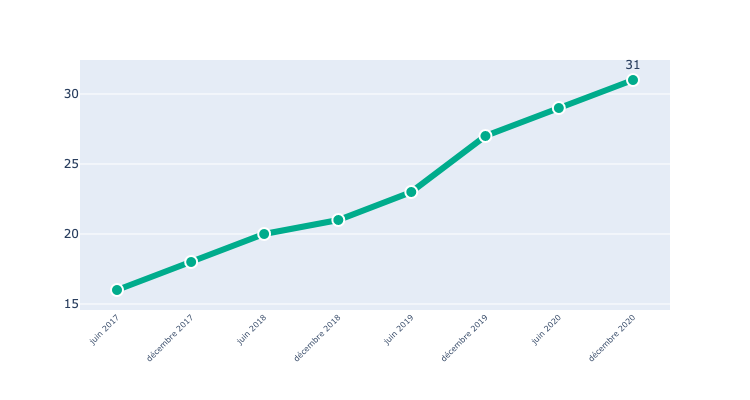 31
30
25
20
15
juin 2017
décembre 2017
juin 2018
décembre 2018
juin 2019
décembre 2019
juin 2020
décembre 2020